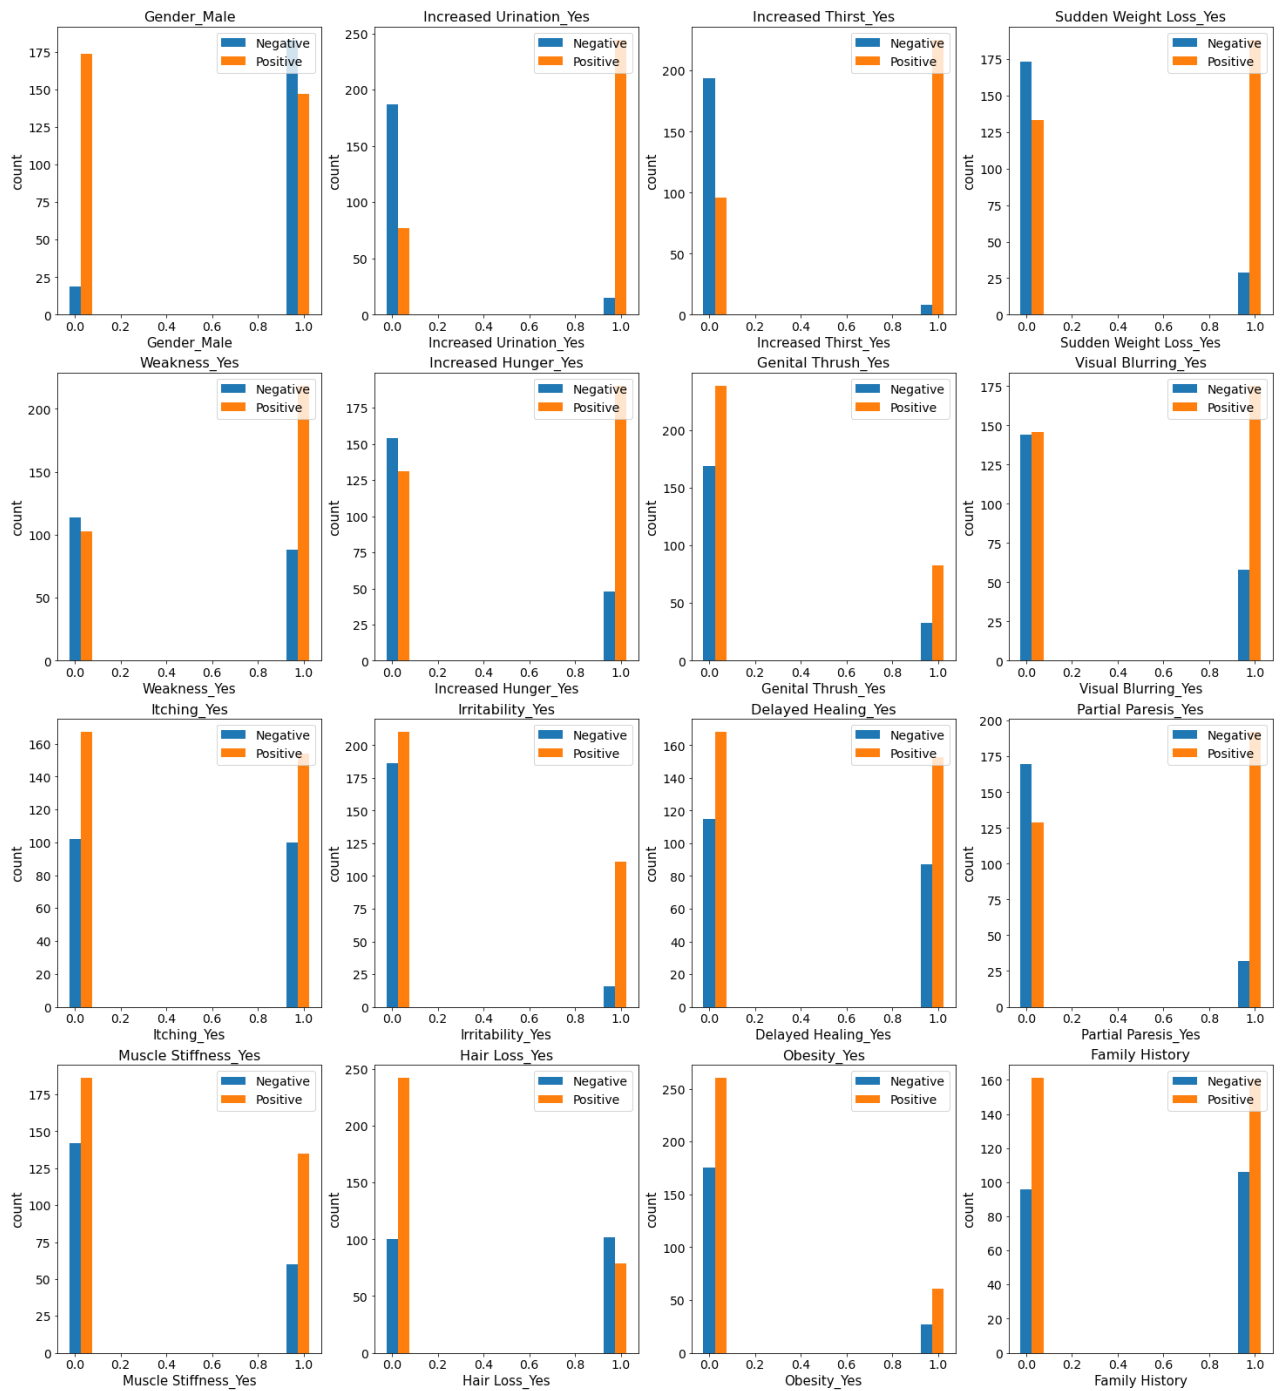 Gender_Male
Negative
Positive
175
150
125
100
75
50
25
0
count
0.0 0.2 0.4 0.6 0.8 1.0
Gender_Male
Increased Urination_Yes
Negative
Positive
250
200
150
100
50
0
count
0.0 0.2 0.4 0.6 0.8 1.0
Increased Urination_Yes
Increased Thirst_Yes
Negative
Positive
200
150
100
50
0
count
0.0 0.2 0.4 0.6 0.8 1.0
Increased Thirst_Yes
Sudden Weight Loss_Yes
Negative
Positive
175
150
125
100
75
50
25
0
count
0.0 0.2 0.4 0.6 0.8 1.0
Sudden Weight Loss_Yes
Weakness_Yes
Negative
Positive
200
150
100
50
0
count
0.0 0.2 0.4 0.6 0.8 1.0
Weakness_Yes
Increased Hunger_Yes
Negative
Positive
175
150
125
100
75
50
25
0
count
0.0 0.2 0.4 0.6 0.8 1.0
Increased Hunger_Yes
Genital Thrush_Yes
Negative
Positive
200
150
100
50
0
count
0.0 0.2 0.4 0.6 0.8 1.0
Genital Thrush_Yes
Visual Blurring_Yes
Negative
Positive
175
150
125
100
75
50
25
0
count
0.0 0.2 0.4 0.6 0.8 1.0
Visual Blurring_Yes
Itching_Yes
Negative
Positive
160
140
120
100
80
60
40
20
0
count
0.0 0.2 0.4 0.6 0.8 1.0
Itching_Yes
Irritability_Yes
Negative
Positive
200
175
150
125
100
75
50
25
0
count
0.0 0.2 0.4 0.6 0.8 1.0
Irritability_Yes
Delayed Healing_Yes
Negative
Positive
160
140
120
100
80
60
40
20
0
count
0.0 0.2 0.4 0.6 0.8 1.0
Delayed Healing_Yes
Partial Paresis_Yes
Negative
Positive
200
175
150
125
100
75
50
25
0
count
0.0 0.2 0.4 0.6 0.8 1.0
Partial Paresis_Yes
Muscle Stiffness_Yes
Negative
Positive
175
150
125
100
75
50
25
0
count
0.0 0.2 0.4 0.6 0.8 1.0
Muscle Stiffness_Yes
Hair Loss_Yes
Negative
Positive
250
200
150
100
50
0
count
0.0 0.2 0.4 0.6 0.8 1.0
Hair Loss_Yes
Obesity_Yes
Negative
Positive
250
200
150
100
50
0
count
0.0 0.2 0.4 0.6 0.8 1.0
Obesity_Yes
Family History
Negative
Positive
160
140
120
100
80
60
40
20
0
count
0.0 0.2 0.4 0.6 0.8 1.0
Family History